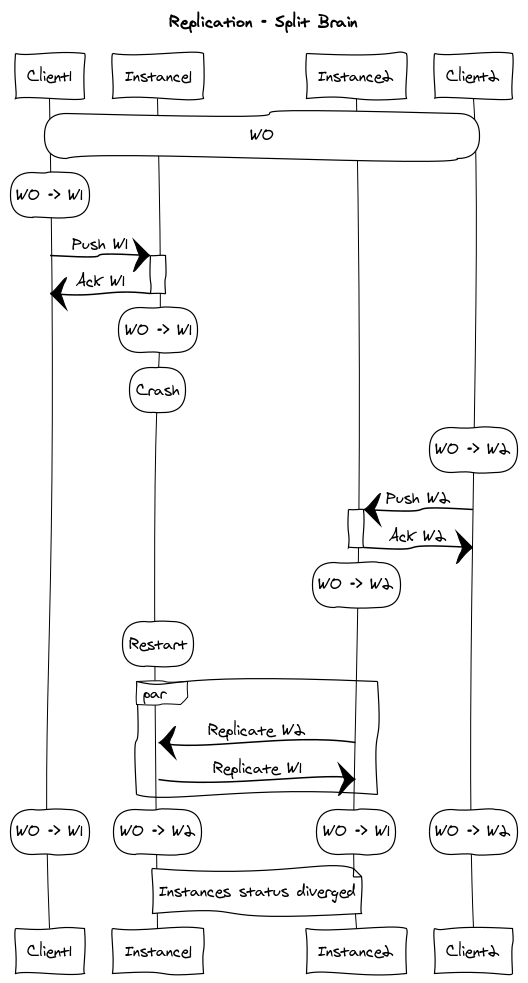 Replication - Split Brain
Client1 Instance1 Instance2 Client2
W0
W0 -> W1
Push W1
Ack W1
W0 -> W1
Crash
W0 -> W2
Push W2
Ack W2
W0 -> W2
Restart
par
Replicate W2
Replicate W1
W0 -> W1 W0 -> W2 W0 -> W1 W0 -> W2
Instances status diverged
Client1 Instance1 Instance2 Client2